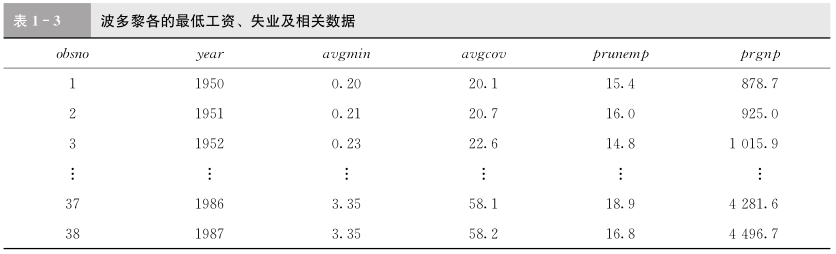 表1-3 波多黎各的最低工资、失业及相关数据
obsno year avgmin avgcov prunemp prgnp
1 1950 0.20 20.1 15.4 878.7
2 1951 0.21 20.7 16.0 925.0
3 1952 0.23 22.6 14.8 1 015.9
⋮ ⋮ ⋮ ⋮ ⋮ ⋮
37 1986 3.35 58.1 18.9 4 281.6
38 1987 3.35 58.2 16.8 4 496.7